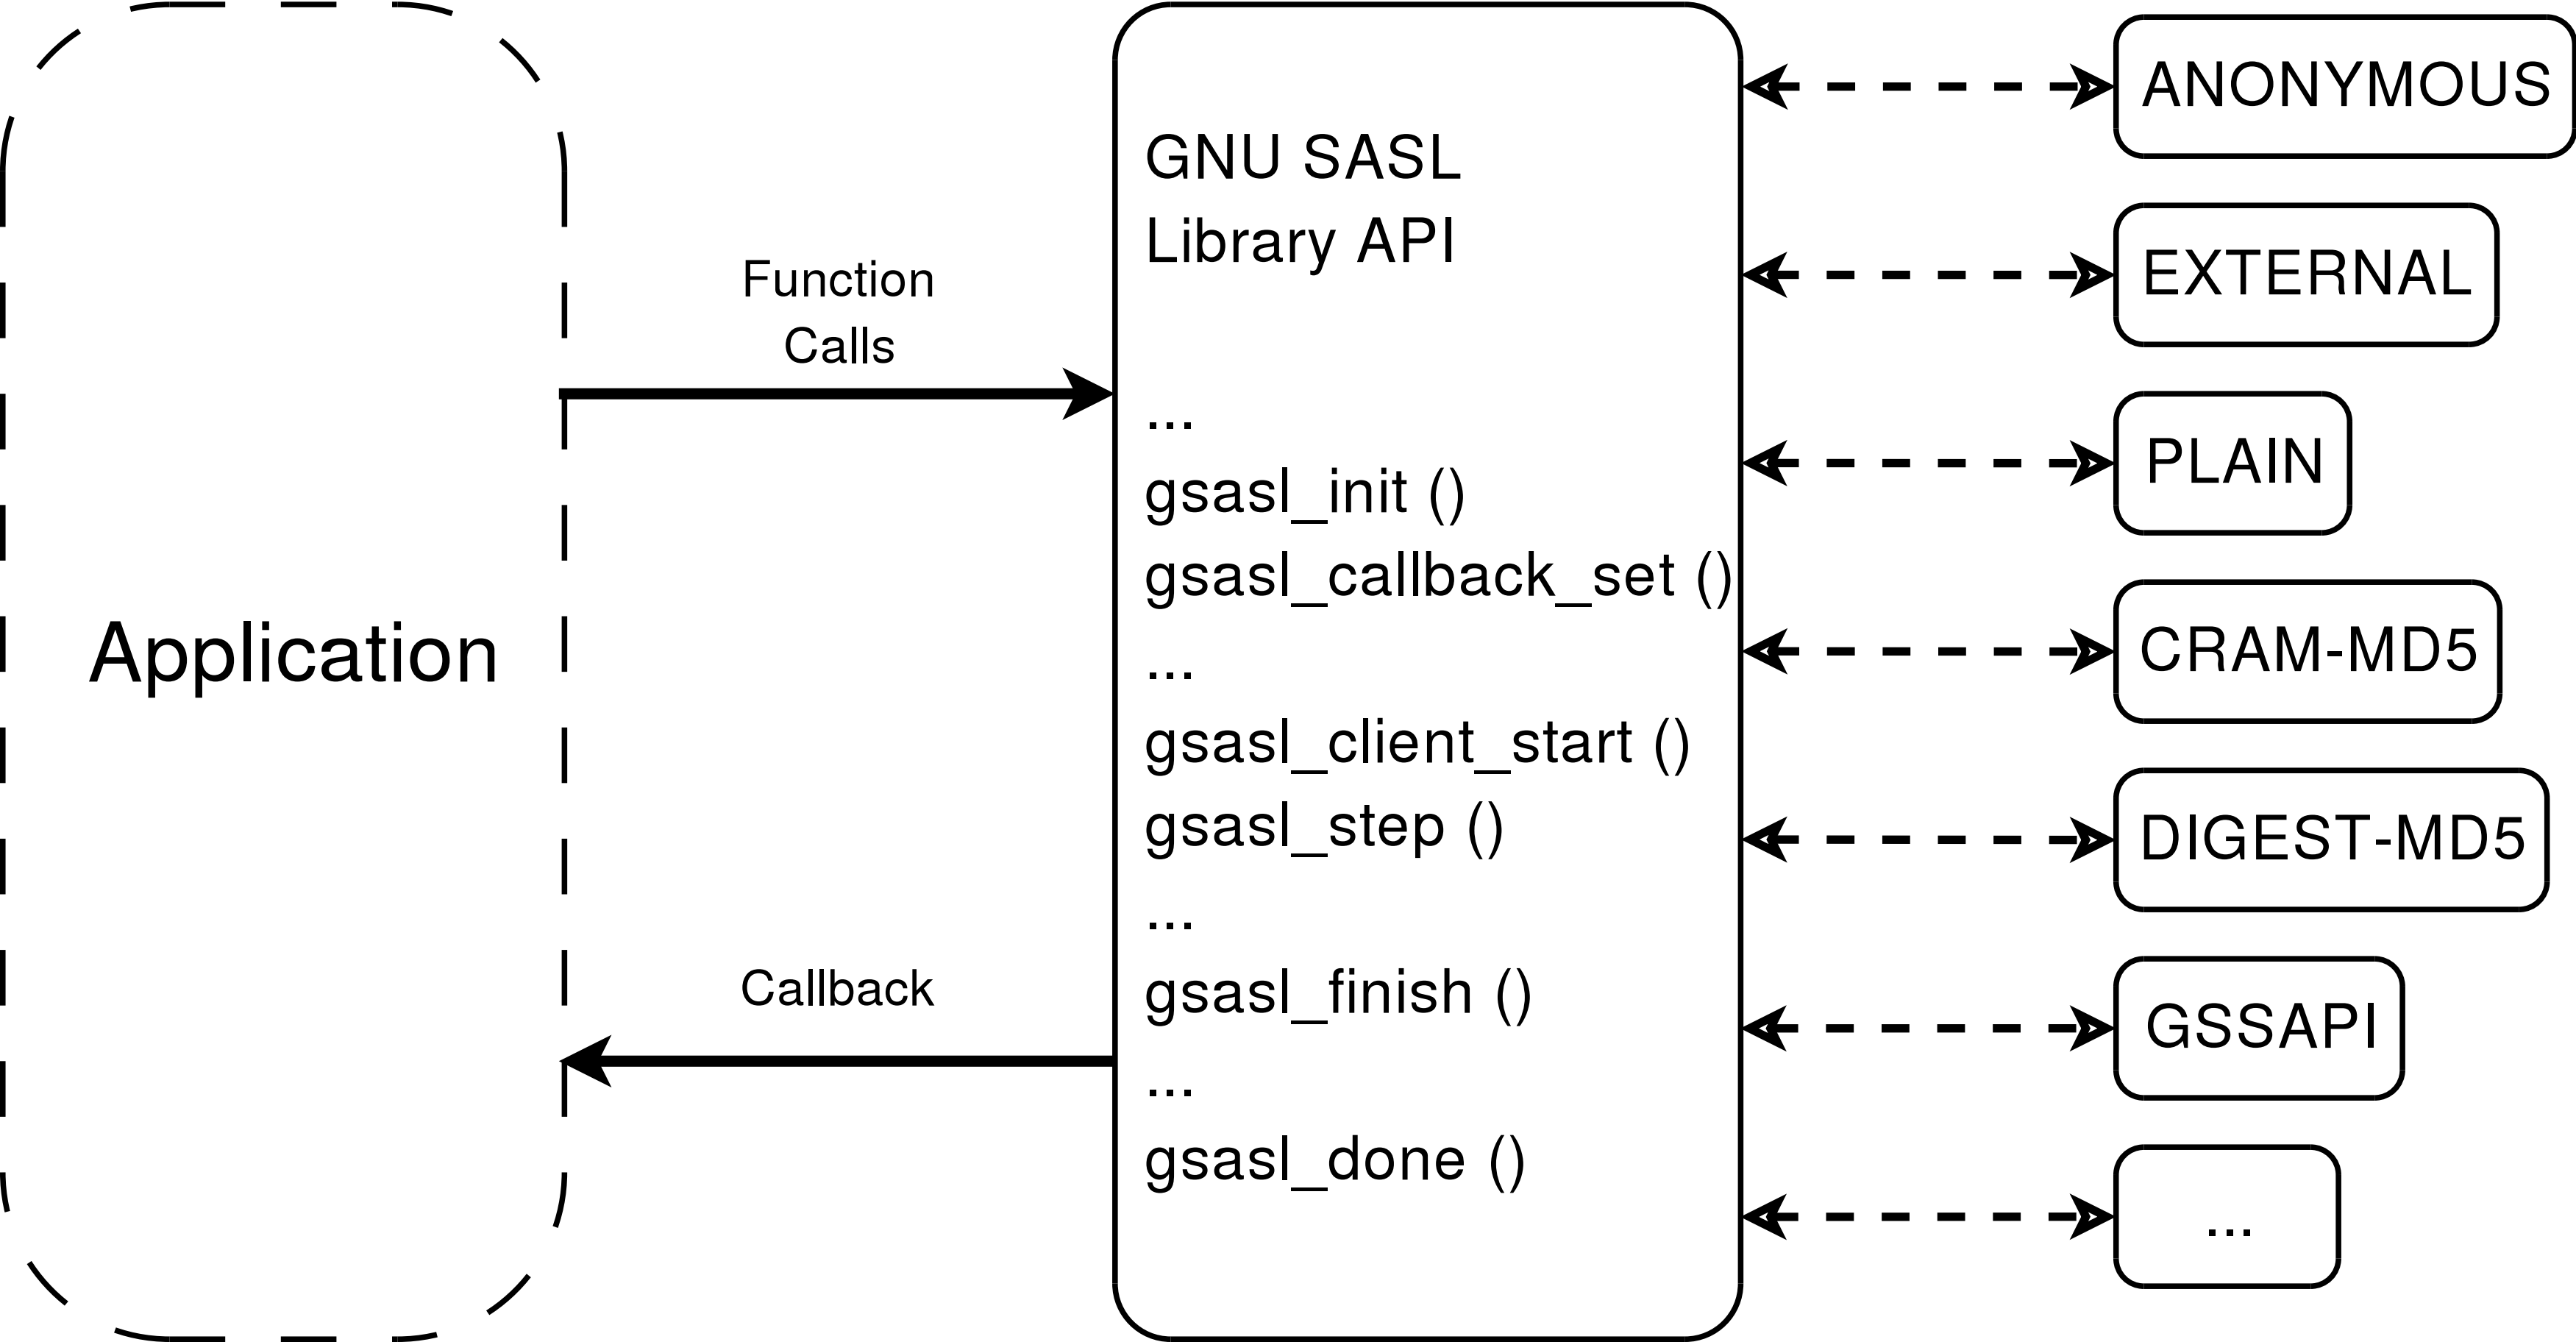 Application
Function
Calls
Callback
GNU SASL
Library API
...
gsasl_init ()
gsasl_callback_set ()
...
gsasl_client_start ()
gsasl_step ()
...
gsasl_finish ()
...
gsasl_done ()
ANONYMOUS
EXTERNAL
PLAIN
CRAM-MD5
DIGEST-MD5
GSSAPI
...